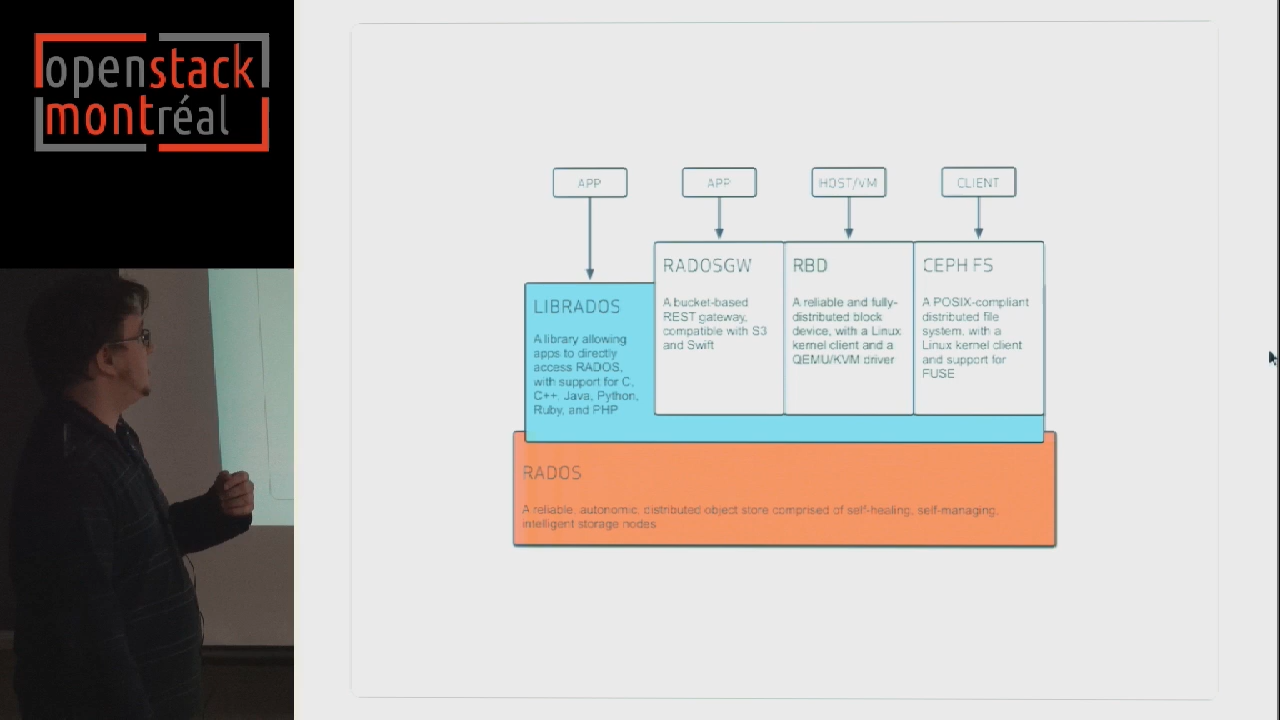 openstack
montréal
APP
APP
HOST/VM
CLIENT
LIBRADOS
A library allowing
apps to directly
access RADOS,
with support for C,
C++, Java, Python,
Ruby, and PHP
RADOSGW
A bucket-based
REST gateway,
compatible with S3
and Swift
RBD
A reliable and fully-
distributed block
device, with a Linux
kernel client and a
QEMU/KVM driver
CEPH FS
A POSIX-compliant
distributed file
system, with a
Linux kernel client
and support for
FUSE
RADOS
A reliable, autonomic, distributed object store comprised of self-healing, self-managing,
intelligent storage nodes